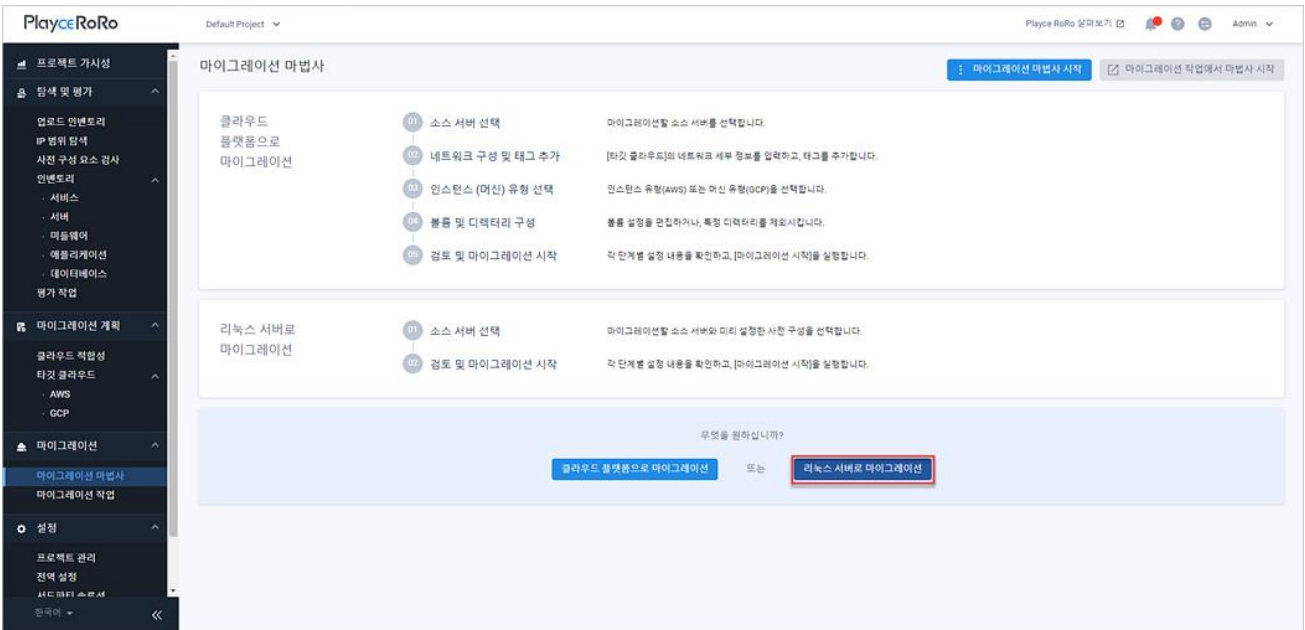 PlayceRoRo
Default Project
Playce RoRo 살펴보기
Admin
프로젝트 가시성
탐색 및 평가
업로드 인벤토리
IP 범위 탐색
사전 구성 요소 검사
인벤토리
· 서비스
· 서버
· 미들웨어
· 애플리케이션
· 데이터베이스
평가 작업
마이그레이션 계획
클라우드 적합성
타깃 클라우드
· AWS
· GCP
마이그레이션
마이그레이션 마법사
마이그레이션 작업
설정
프로젝트 관리
전역 설정
서드파티 솔루션
한국어
마이그레이션 마법사
마이그레이션 마법사 시작
마이그레이션 작업에서 마법사 시작
클라우드
플랫폼으로
마이그레이션
01 소스 서버 선택 마이그레이션할 소스 서버를 선택합니다.
02 네트워크 구성 및 태그 추가 [타깃 클라우드]의 네트워크 세부 정보를 입력하고, 태그를 추가합니다.
03 인스턴스 (머신) 유형 선택 인스턴스 유형(AWS) 또는 머신 유형(GCP)을 선택합니다.
04 볼륨 및 디렉터리 구성 볼륨 설정을 편집하거나, 특정 디렉터리를 제외시킵니다.
05 검토 및 마이그레이션 시작 각 단계별 설정 내용을 확인하고, [마이그레이션 시작]을 실행합니다.
리눅스 서버로
마이그레이션
01 소스 서버 선택 마이그레이션할 소스 서버와 미리 설정한 사전 구성을 선택합니다.
02 검토 및 마이그레이션 시작 각 단계별 설정 내용을 확인하고, [마이그레이션 시작]을 실행합니다.
무엇을 원하십니까?
클라우드 플랫폼으로 마이그레이션 또는 리눅스 서버로 마이그레이션